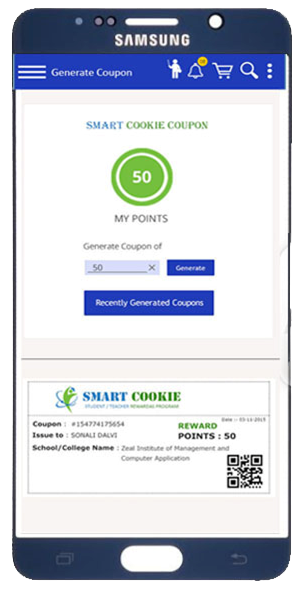 SAMSUNG
Generate Coupon
SMART COOKIE COUPON
50
MY POINTS
Generate Coupon of
50 ×
Generate
Recently Generated Coupons
SMART COOKIE
STUDENT / TEACHER REWARDING PROGRAM
Date :- 03-10-2015
Coupon : #154774175654
REWARD
Issue to : SONALI DALVI
POINTS : 50
School/College Name : Zeal Institute of Management and
Computer Application